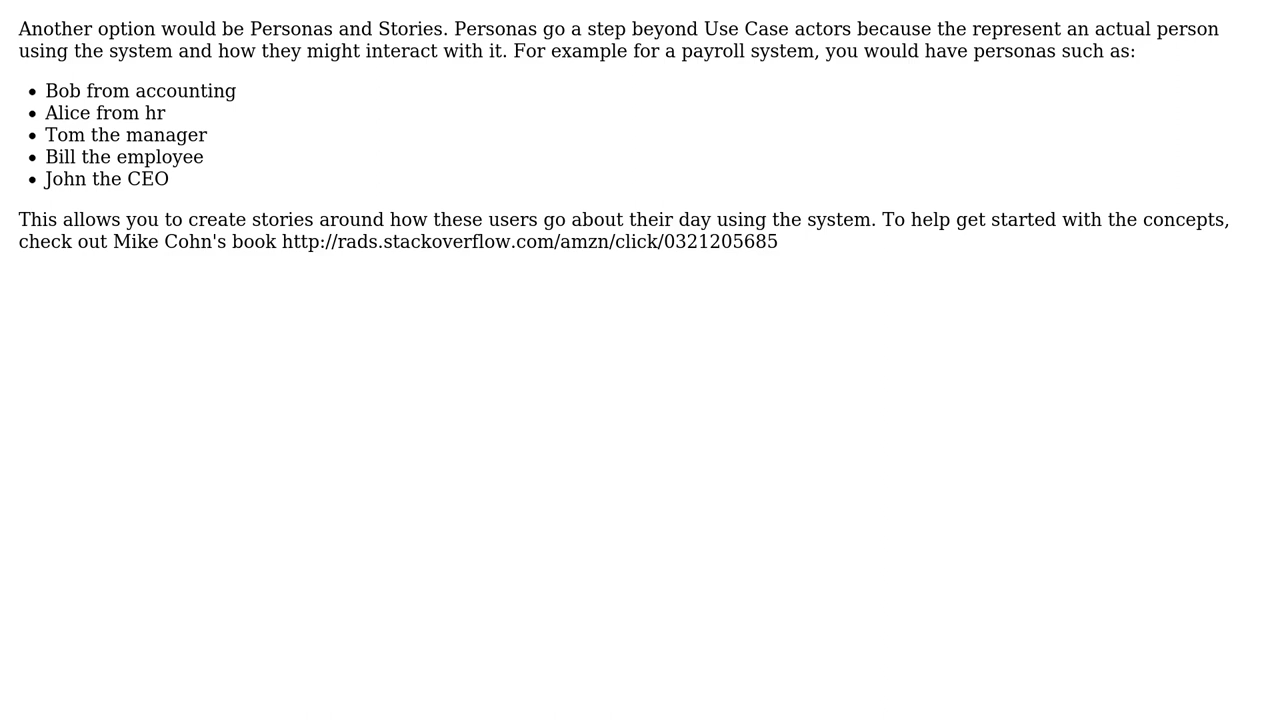 Another option would be Personas and Stories. Personas go a step beyond Use Case actors because the represent an actual person
using the system and how they might interact with it. For example for a payroll system, you would have personas such as:
• Bob from accounting
• Alice from hr
• Tom the manager
• Bill the employee
• John the CEO
This allows you to create stories around how these users go about their day using the system. To help get started with the concepts,
check out Mike Cohn's book http://rads.stackoverflow.com/amzn/click/0321205685